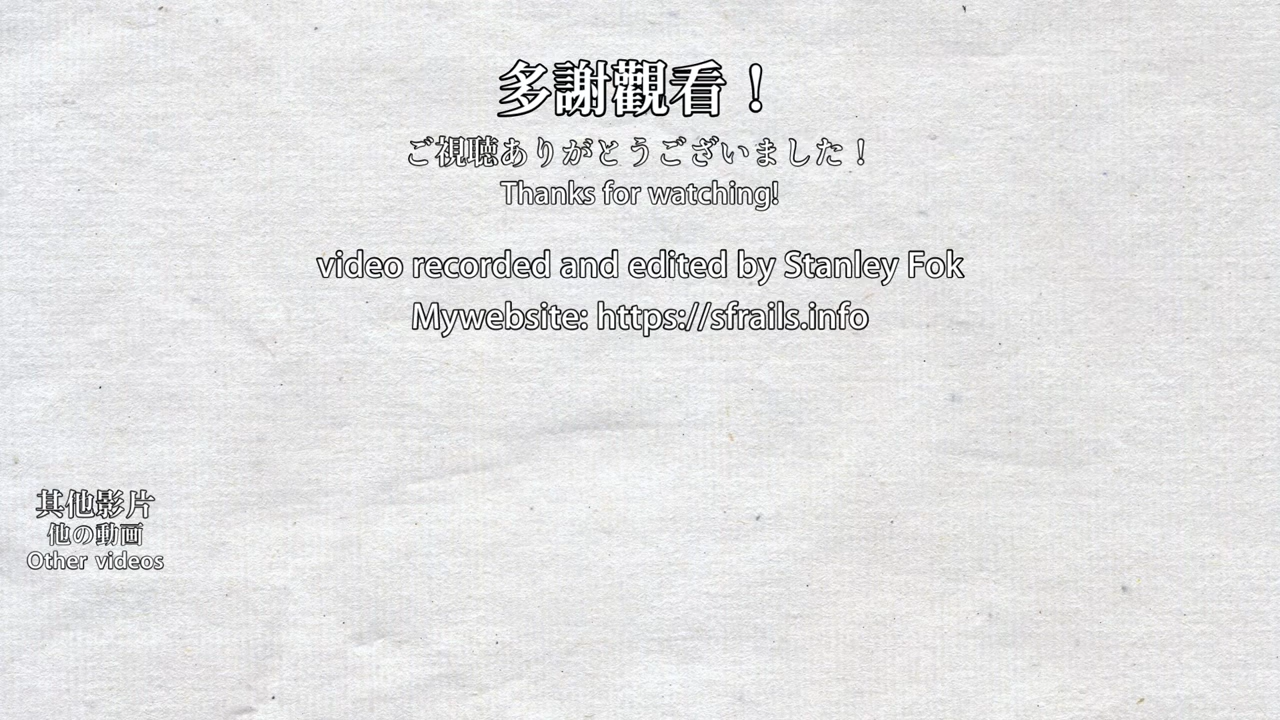 多謝觀看！
ご視聴ありがとうございました！
Thanks for watching!
video recorded and edited by Stanley Fok
Mywebsite: https://sfrails.info
其他影片
他の動画
Other videos